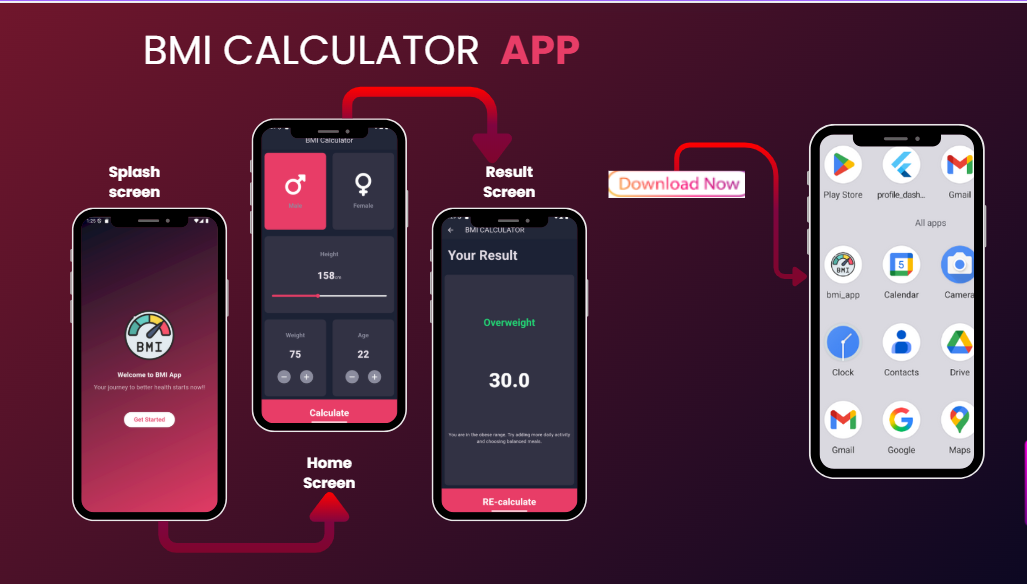 BMI CALCULATOR APP
Splash
screen
1:25
Welcome to BMI App
Your journey to better health starts now!!
Get Started
BMI
BMI Calculator
Male
Female
Height
158cm
Weight
75
Age
22
Calculate
Home
Screen
Result
Screen
BMI CALCULATOR
Your Result
Overweight
30.0
You are in the obese range. Try adding more daily activity
and choosing balanced meals.
RE-calculate
Download Now
Play Store
profile_dash...
Gmail
All apps
BMI
5
bmi_app
Calendar
Camera
Clock
Contacts
Drive
Gmail
Google
Maps